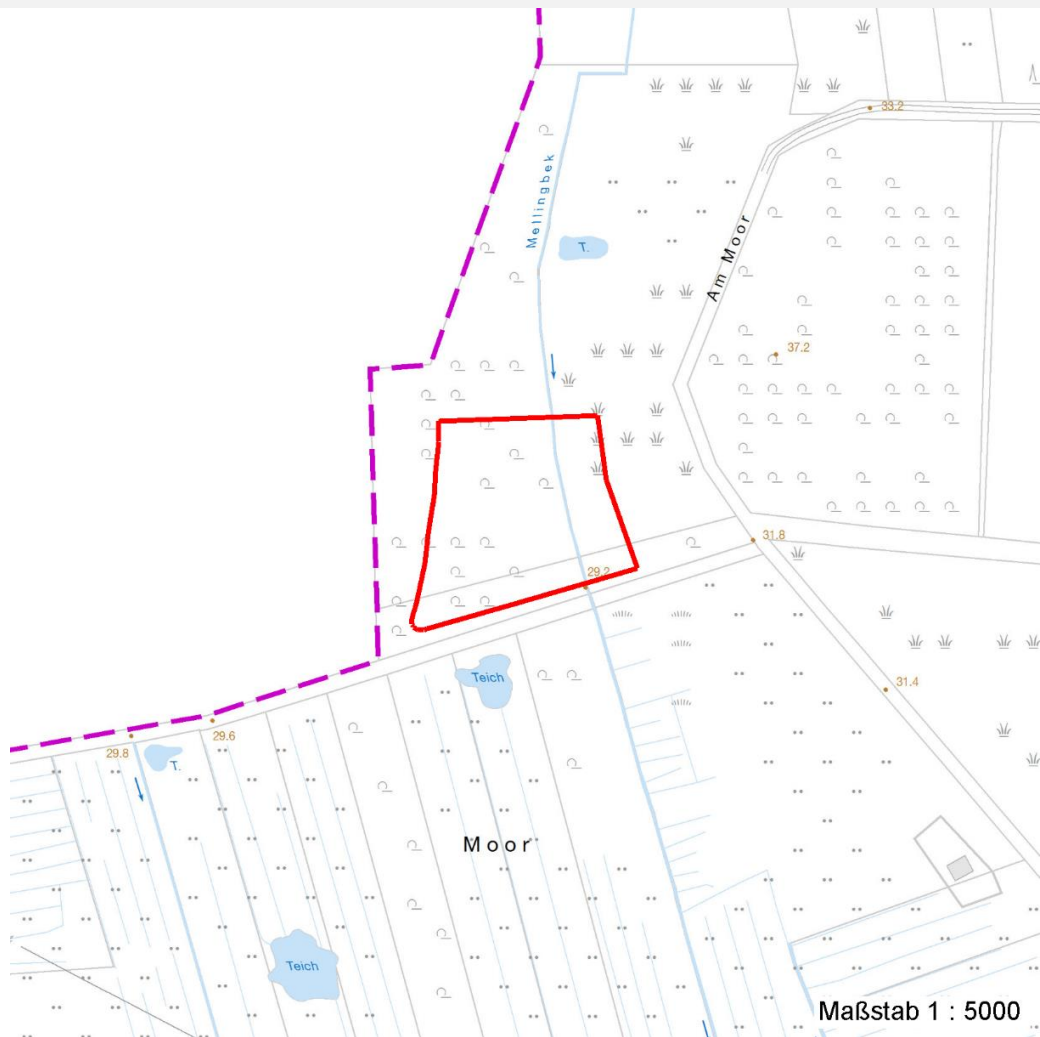 33.2
Mellingbek
T.
Am Moor
37.2
31.8
29.2
Teich
31.4
29.6
29.8
T.
Moor
Teich
Maßstab 1 : 5000